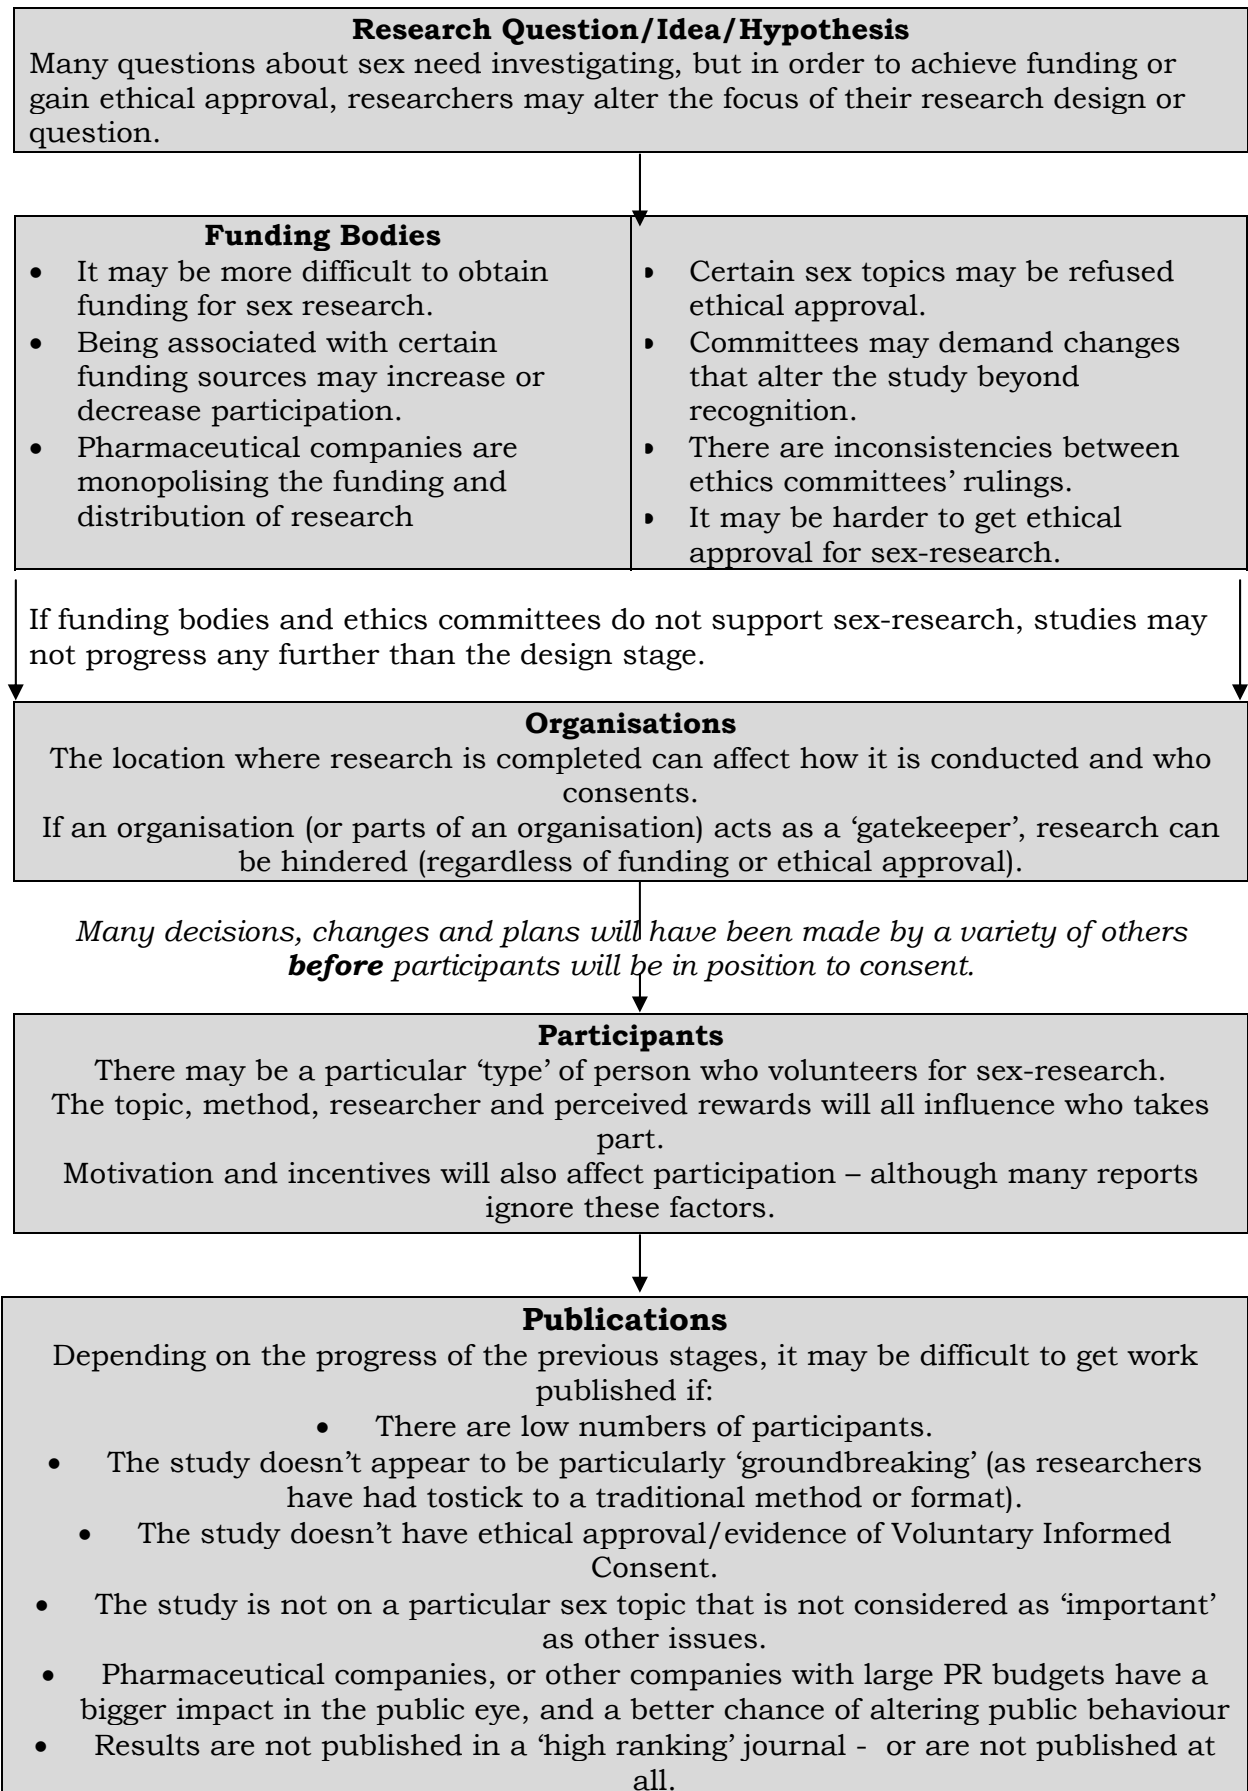 Research Question/Idea/Hypothesis
Many questions about sex need investigating, but in order to achieve funding or
gain ethical approval, researchers may alter the focus of their research design or
question.
Funding Bodies
• It may be more difficult to obtain
funding for sex research.
• Being associated with certain
funding sources may increase or
decrease participation.
• Pharmaceutical companies are
monopolising the funding and
distribution of research
• Certain sex topics may be refused
ethical approval.
• Committees may demand changes
that alter the study beyond
recognition.
• There are inconsistencies between
ethics committees’ rulings.
• It may be harder to get ethical
approval for sex-research.
If funding bodies and ethics committees do not support sex-research, studies may
not progress any further than the design stage.
Organisations
The location where research is completed can affect how it is conducted and who
consents.
If an organisation (or parts of an organisation) acts as a ‘gatekeeper’, research can
be hindered (regardless of funding or ethical approval).
Many decisions, changes and plans will have been made by a variety of others
before participants will be in position to consent.
Participants
There may be a particular ‘type’ of person who volunteers for sex-research.
The topic, method, researcher and perceived rewards will all influence who takes
part.
Motivation and incentives will also affect participation – although many reports
ignore these factors.
Publications
Depending on the progress of the previous stages, it may be difficult to get work
published if:
• There are low numbers of participants.
• The study doesn’t appear to be particularly ‘groundbreaking’ (as researchers
have had tostick to a traditional method or format).
• The study doesn’t have ethical approval/evidence of Voluntary Informed
Consent.
• The study is not on a particular sex topic that is not considered as ‘important’
as other issues.
• Pharmaceutical companies, or other companies with large PR budgets have a
bigger impact in the public eye, and a better chance of altering public behaviour
• Results are not published in a ‘high ranking’ journal - or are not published at
all.